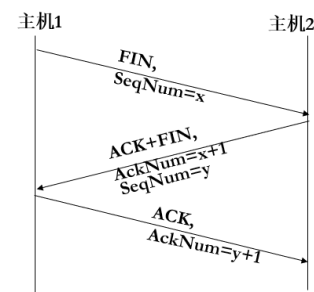 主机1
主机2
FIN,
SeqNum=x
ACK+FIN,
AckNum=x+1
SeqNum=y
ACK,
AckNum=y+1